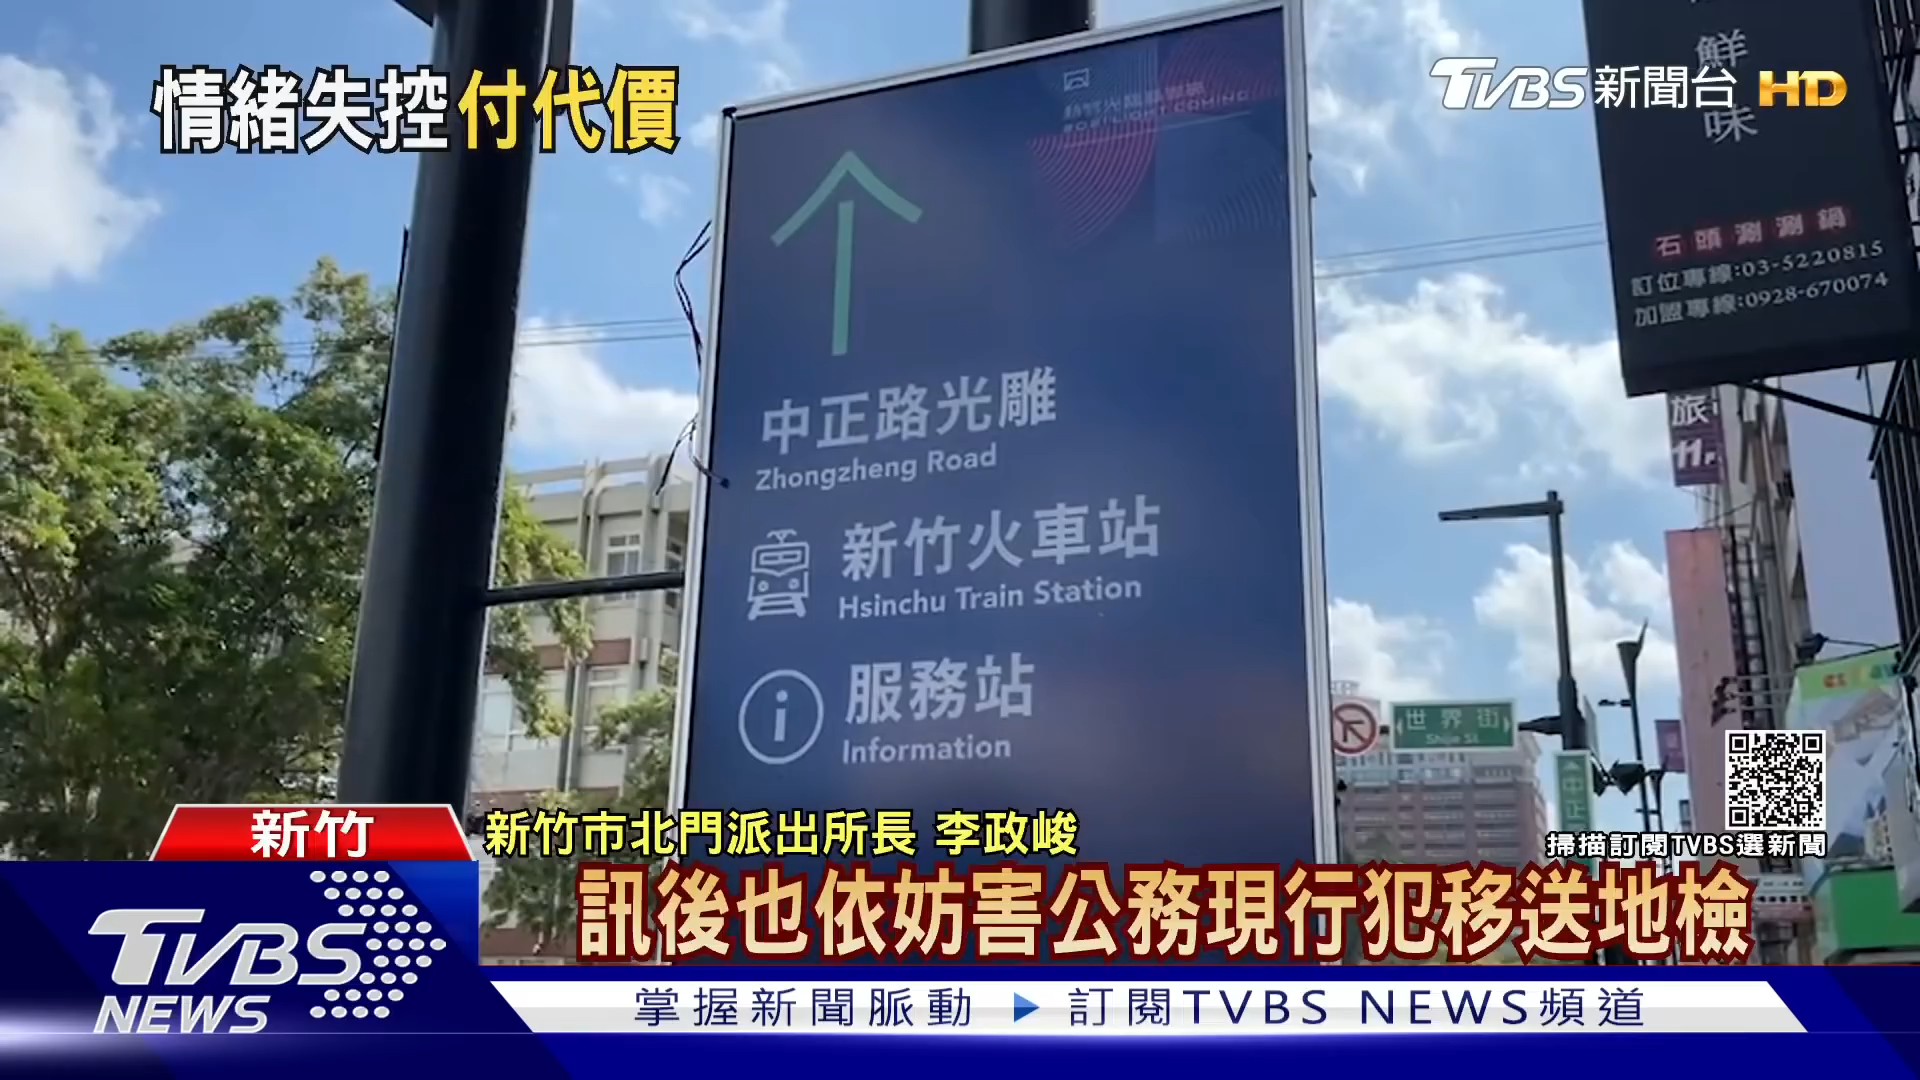 情緒失控付代價
TVBS新聞台 HD
鮮味
石頭涮涮鍋
訂位專線:03-5220815
加盟專線:0928-670074
中正路光雕
Zhongzheng Road
新竹火車站
Hsinchu Train Station
服務站
Information
旅
世界街
Shijie St
中正
掃描訂閱TVBS選新聞
新竹
新竹市北門派出所長 李政峻
訊後也依妨害公務現行犯移送地檢
TVBS
NEWS
掌握新聞脈動 ▶ 訂閱TVBS NEWS頻道